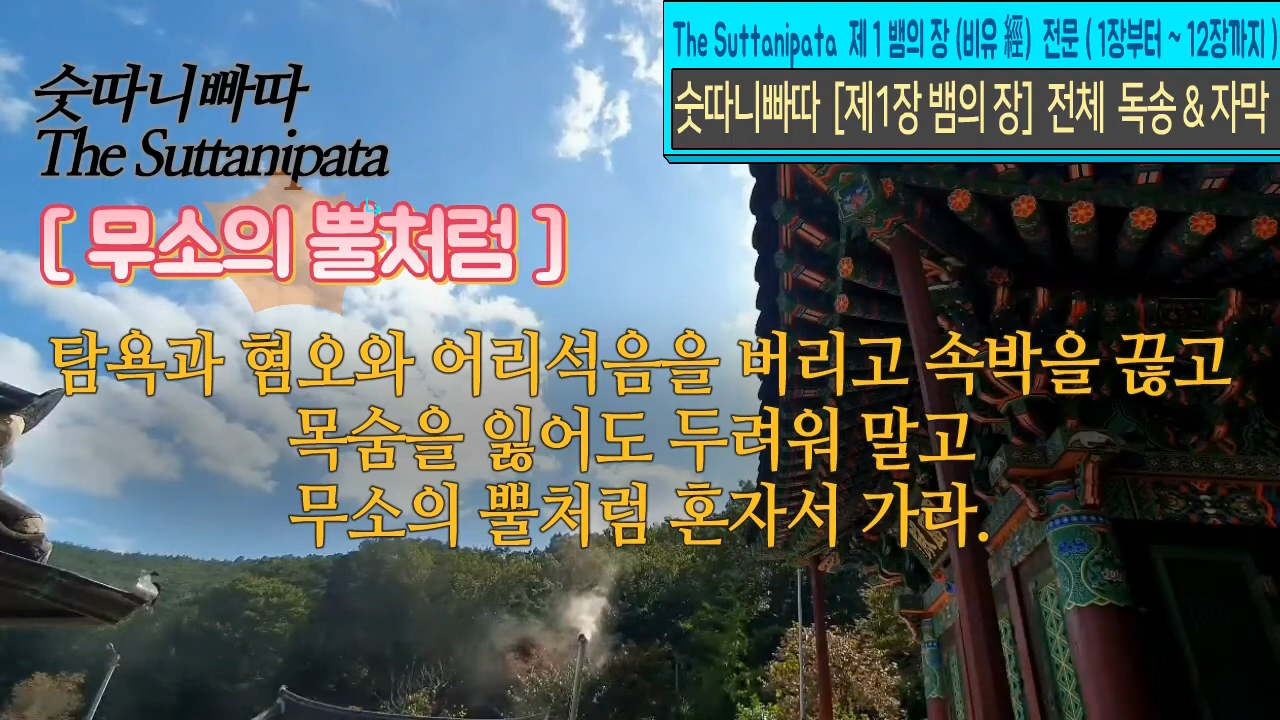 The Suttanipata 제 1 뱀의 장 (비유 經) 전문 ( 1장부터 ~ 12장까지 )
숫따니빠따 [제1장 뱀의 장] 전체 독송 & 자막
숫따니빠따
The Suttanipata
[ 무소의 뿔처럼 ]
탐욕과 혐오와 어리석음을 버리고 속박을 끊고
목숨을 잃어도 두려워 말고
무소의 뿔처럼 혼자서 가라.